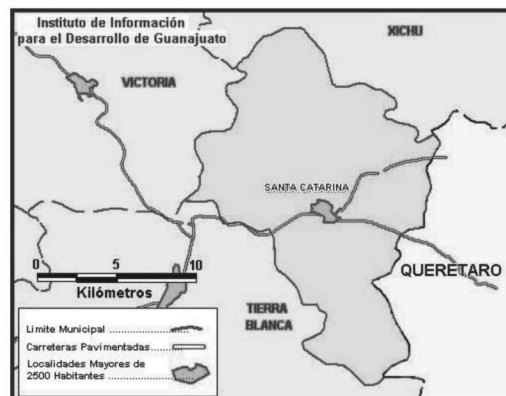 Instituto de Información
para el Desarrollo de Guanajuato
XICHU
VICTORIA
SANTA CATARINA
0 5 10
Kilómetros
QUERETARO
TIERRA
BLANCA
Limite Municipal
Carreteras Pavimentadas
Localidades Mayores de
2500 Habitantes